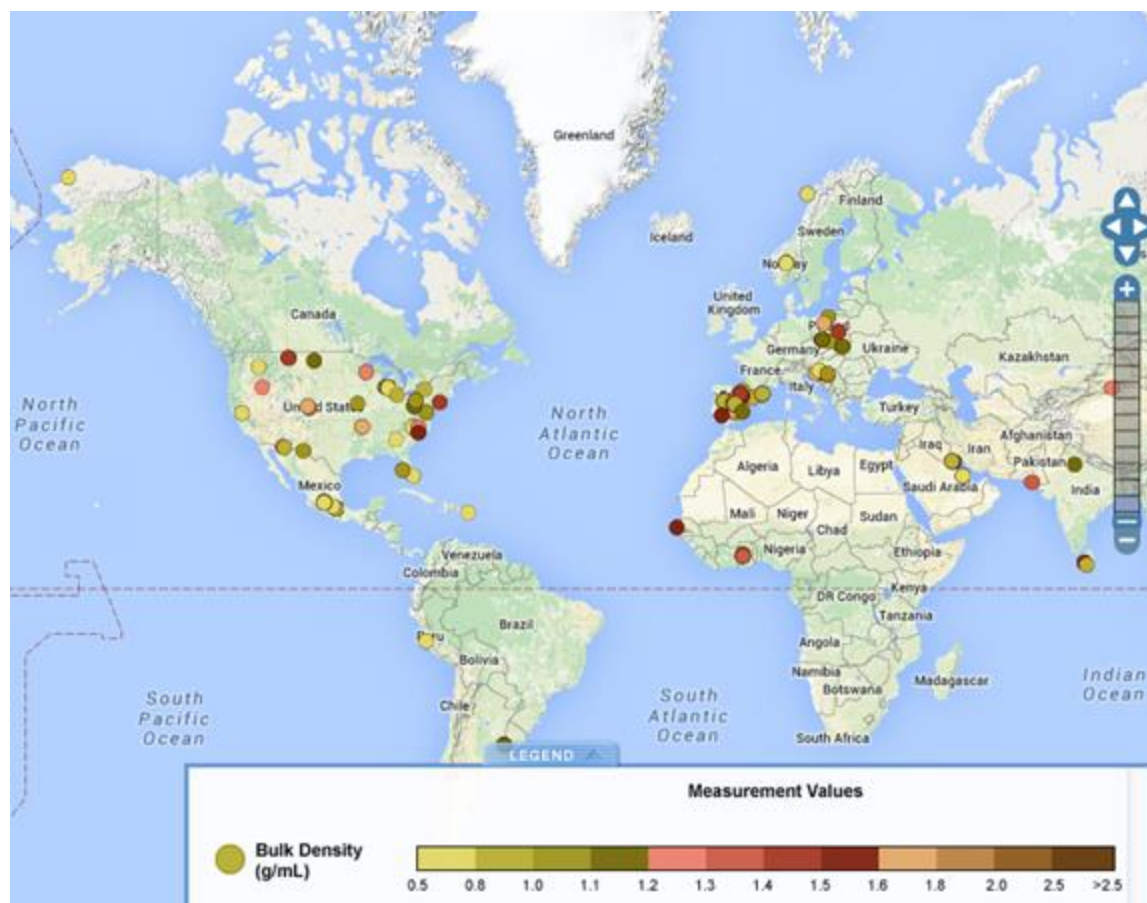 Greenland
Finland
Iceland
Sweden
Norway
United
Kingdom
Canada
Poland
Germany
Ukraine
Kazakhstan
France
Italy
North
Pacific
Ocean
United States
North
Atlantic
Ocean
Turkey
Afghanistan
Iraq
Iran
Pakistan
Algeria
Libya
Egypt
Saudi Arabia
India
Mexico
Mali
Niger
Chad
Sudan
Nigeria
Ethiopia
Venezuela
Colombia
Kenya
DR Congo
Tanzania
Brazil
Peru
Angola
Bolivia
Namibia
Botswana
Madagascar
Indian
Ocean
South
Pacific
Ocean
South
Atlantic
Ocean
Chile
South Africa
LEGEND
Measurement Values
Bulk Density
(g/mL)
0.5 0.8 1.0 1.1 1.2 1.3 1.4 1.5 1.6 1.8 2.0 2.5 >2.5